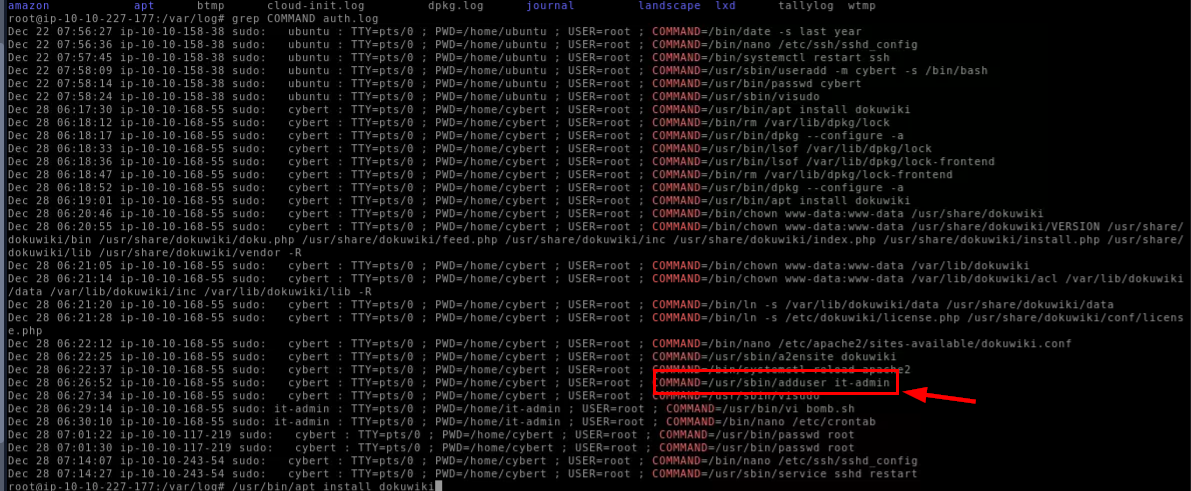 amazon apt btmp cloud-init.log dpkg.log journal landscape lxd tallylog wtmp
root@ip-10-10-227-177:/var/log# grep COMMAND auth.log
Dec 22 07:56:27 ip-10-10-158-38 sudo: ubuntu : TTY=pts/0 ; PWD=/home/ubuntu ; USER=root ; COMMAND=/bin/date -s last year
Dec 22 07:56:36 ip-10-10-158-38 sudo: ubuntu : TTY=pts/0 ; PWD=/home/ubuntu ; USER=root ; COMMAND=/bin/nano /etc/ssh/sshd_config
Dec 22 07:57:45 ip-10-10-158-38 sudo: ubuntu : TTY=pts/0 ; PWD=/home/ubuntu ; USER=root ; COMMAND=/bin/systemctl restart ssh
Dec 22 07:58:09 ip-10-10-158-38 sudo: ubuntu : TTY=pts/0 ; PWD=/home/ubuntu ; USER=root ; COMMAND=/usr/sbin/useradd -m cybert -s /bin/bash
Dec 22 07:58:14 ip-10-10-158-38 sudo: ubuntu : TTY=pts/0 ; PWD=/home/ubuntu ; USER=root ; COMMAND=/usr/bin/passwd cybert
Dec 22 07:58:24 ip-10-10-158-38 sudo: ubuntu : TTY=pts/0 ; PWD=/home/ubuntu ; USER=root ; COMMAND=/usr/sbin/visudo
Dec 28 06:17:30 ip-10-10-168-55 sudo: cybert : TTY=pts/0 ; PWD=/home/cybert ; USER=root ; COMMAND=/usr/bin/apt install dokuwiki
Dec 28 06:18:12 ip-10-10-168-55 sudo: cybert : TTY=pts/0 ; PWD=/home/cybert ; USER=root ; COMMAND=/bin/rm /var/lib/dpkg/lock
Dec 28 06:18:17 ip-10-10-168-55 sudo: cybert : TTY=pts/0 ; PWD=/home/cybert ; USER=root ; COMMAND=/usr/bin/dpkg --configure -a
Dec 28 06:18:33 ip-10-10-168-55 sudo: cybert : TTY=pts/0 ; PWD=/home/cybert ; USER=root ; COMMAND=/usr/bin/lsof /var/lib/dpkg/lock
Dec 28 06:18:36 ip-10-10-168-55 sudo: cybert : TTY=pts/0 ; PWD=/home/cybert ; USER=root ; COMMAND=/usr/bin/lsof /var/lib/dpkg/lock-frontend
Dec 28 06:18:47 ip-10-10-168-55 sudo: cybert : TTY=pts/0 ; PWD=/home/cybert ; USER=root ; COMMAND=/bin/rm /var/lib/dpkg/lock-frontend
Dec 28 06:18:52 ip-10-10-168-55 sudo: cybert : TTY=pts/0 ; PWD=/home/cybert ; USER=root ; COMMAND=/usr/bin/dpkg --configure -a
Dec 28 06:19:01 ip-10-10-168-55 sudo: cybert : TTY=pts/0 ; PWD=/home/cybert ; USER=root ; COMMAND=/usr/bin/apt install dokuwiki
Dec 28 06:20:46 ip-10-10-168-55 sudo: cybert : TTY=pts/0 ; PWD=/home/cybert ; USER=root ; COMMAND=/bin/chown www-data:www-data /usr/share/dokuwiki
Dec 28 06:20:55 ip-10-10-168-55 sudo: cybert : TTY=pts/0 ; PWD=/home/cybert ; USER=root ; COMMAND=/bin/chown www-data:www-data /usr/share/dokuwiki/VERSION /usr/share/
dokuwiki/bin /usr/share/dokuwiki/doku.php /usr/share/dokuwiki/feed.php /usr/share/dokuwiki/inc /usr/share/dokuwiki/index.php /usr/share/dokuwiki/install.php /usr/share/
dokuwiki/lib /usr/share/dokuwiki/vendor -R
Dec 28 06:21:05 ip-10-10-168-55 sudo: cybert : TTY=pts/0 ; PWD=/home/cybert ; USER=root ; COMMAND=/bin/chown www-data:www-data /var/lib/dokuwiki
Dec 28 06:21:14 ip-10-10-168-55 sudo: cybert : TTY=pts/0 ; PWD=/home/cybert ; USER=root ; COMMAND=/bin/chown www-data:www-data /var/lib/dokuwiki/acl /var/lib/dokuwiki
/data /var/lib/dokuwiki/inc /var/lib/dokuwiki/lib -R
Dec 28 06:21:20 ip-10-10-168-55 sudo: cybert : TTY=pts/0 ; PWD=/home/cybert ; USER=root ; COMMAND=/bin/ln -s /var/lib/dokuwiki/data /usr/share/dokuwiki/data
Dec 28 06:21:28 ip-10-10-168-55 sudo: cybert : TTY=pts/0 ; PWD=/home/cybert ; USER=root ; COMMAND=/bin/ln -s /etc/dokuwiki/license.php /usr/share/dokuwiki/conf/licens
e.php
Dec 28 06:22:12 ip-10-10-168-55 sudo: cybert : TTY=pts/0 ; PWD=/home/cybert ; USER=root ; COMMAND=/bin/nano /etc/apache2/sites-available/dokuwiki.conf
Dec 28 06:22:25 ip-10-10-168-55 sudo: cybert : TTY=pts/0 ; PWD=/home/cybert ; USER=root ; COMMAND=/usr/sbin/a2ensite dokuwiki
Dec 28 06:22:37 ip-10-10-168-55 sudo: cybert : TTY=pts/0 ; PWD=/home/cybert ; USER=root ; COMMAND=/bin/systemctl reload apache2
Dec 28 06:26:52 ip-10-10-168-55 sudo: cybert : TTY=pts/0 ; PWD=/home/cybert ; USER=root ; COMMAND=/usr/sbin/adduser it-admin
Dec 28 06:27:34 ip-10-10-168-55 sudo: cybert : TTY=pts/0 ; PWD=/home/cybert ; USER=root ; COMMAND=/usr/sbin/visudo
Dec 28 06:29:14 ip-10-10-168-55 sudo: it-admin : TTY=pts/0 ; PWD=/home/it-admin ; USER=root ; COMMAND=/usr/bin/vi bomb.sh
Dec 28 06:30:10 ip-10-10-168-55 sudo: it-admin : TTY=pts/0 ; PWD=/home/it-admin ; USER=root ; COMMAND=/bin/nano /etc/crontab
Dec 28 07:01:22 ip-10-10-117-219 sudo: cybert : TTY=pts/0 ; PWD=/home/cybert ; USER=root ; COMMAND=/usr/bin/passwd root
Dec 28 07:01:30 ip-10-10-117-219 sudo: cybert : TTY=pts/0 ; PWD=/home/cybert ; USER=root ; COMMAND=/usr/bin/passwd root
Dec 28 07:14:07 ip-10-10-243-54 sudo: cybert : TTY=pts/0 ; PWD=/home/cybert ; USER=root ; COMMAND=/bin/nano /etc/ssh/sshd_config
Dec 28 07:14:27 ip-10-10-243-54 sudo: cybert : TTY=pts/0 ; PWD=/home/cybert ; USER=root ; COMMAND=/usr/sbin/service sshd restart
root@ip-10-10-227-177:/var/log# /usr/bin/apt install dokuwiki